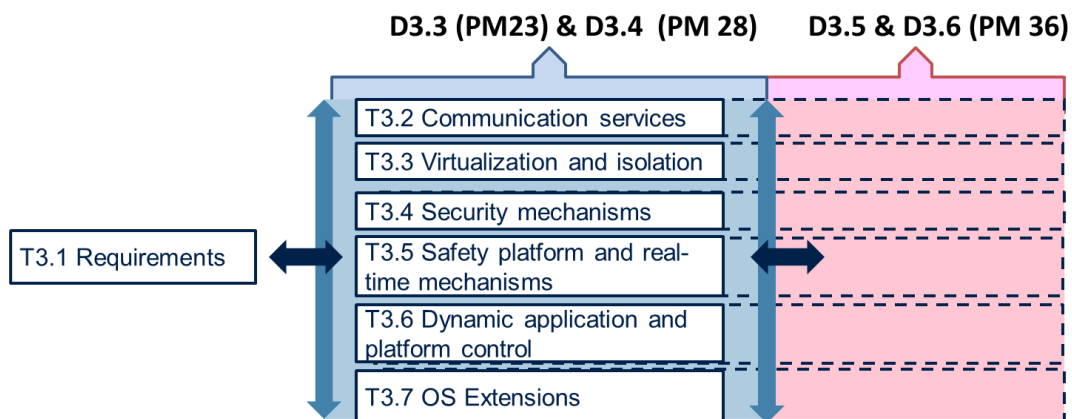 D3.3 (PM23) & D3.4 (PM 28)
D3.5 & D3.6 (PM 36)
T3.2 Communication services
T3.3 Virtualization and isolation
T3.4 Security mechanisms
T3.1 Requirements
T3.5 Safety platform and real-
time mechanisms
T3.6 Dynamic application and
platform control
T3.7 OS Extensions